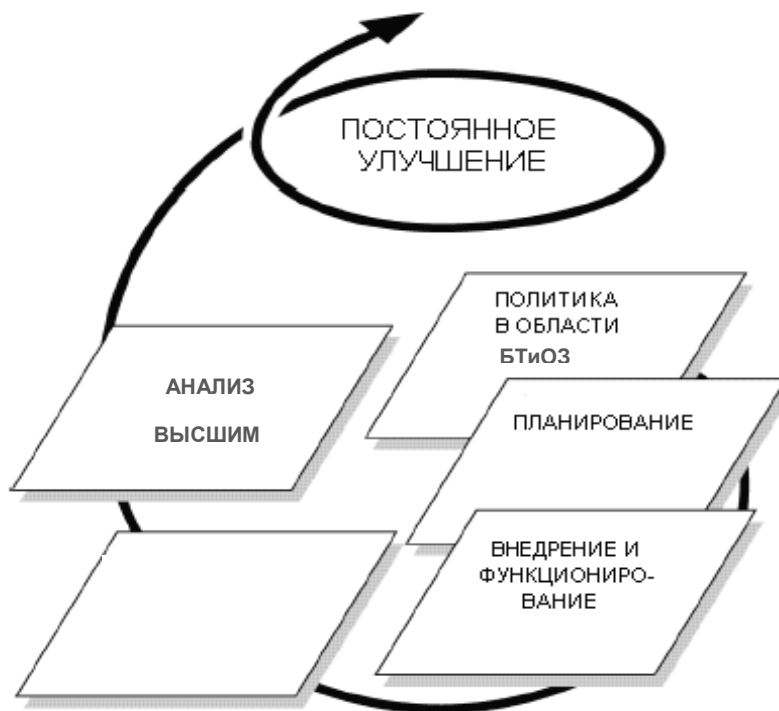 ПОСТОЯННОЕ
УЛУЧШЕНИЕ
ПОЛИТИКА
В ОБЛАСТИ
БТиОЗ
АНАЛИЗ
ВЫСШИМ
ПЛАНИРОВАНИЕ
ВНЕДРЕНИЕ И
ФУНКЦИОНИРО-
ВАНИЕ